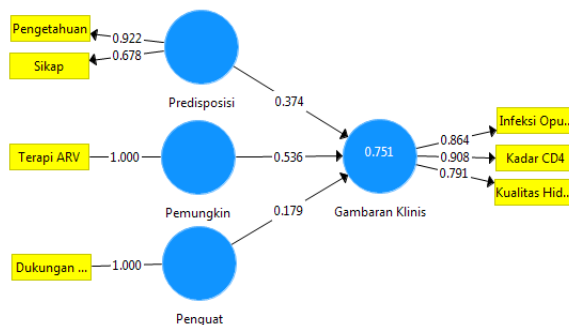 Pengetahuan
0.922
0.678
Sikap
Predisposisi
0.374
Terapi ARV
1.000
0.536
Pemungkin
0.751
Gambaran Klinis
0.864
0.908
0.791
Infeksi Opu...
Kadar CD4
Kualitas Hid...
0.179
Dukungan ...
1.000
Penguat